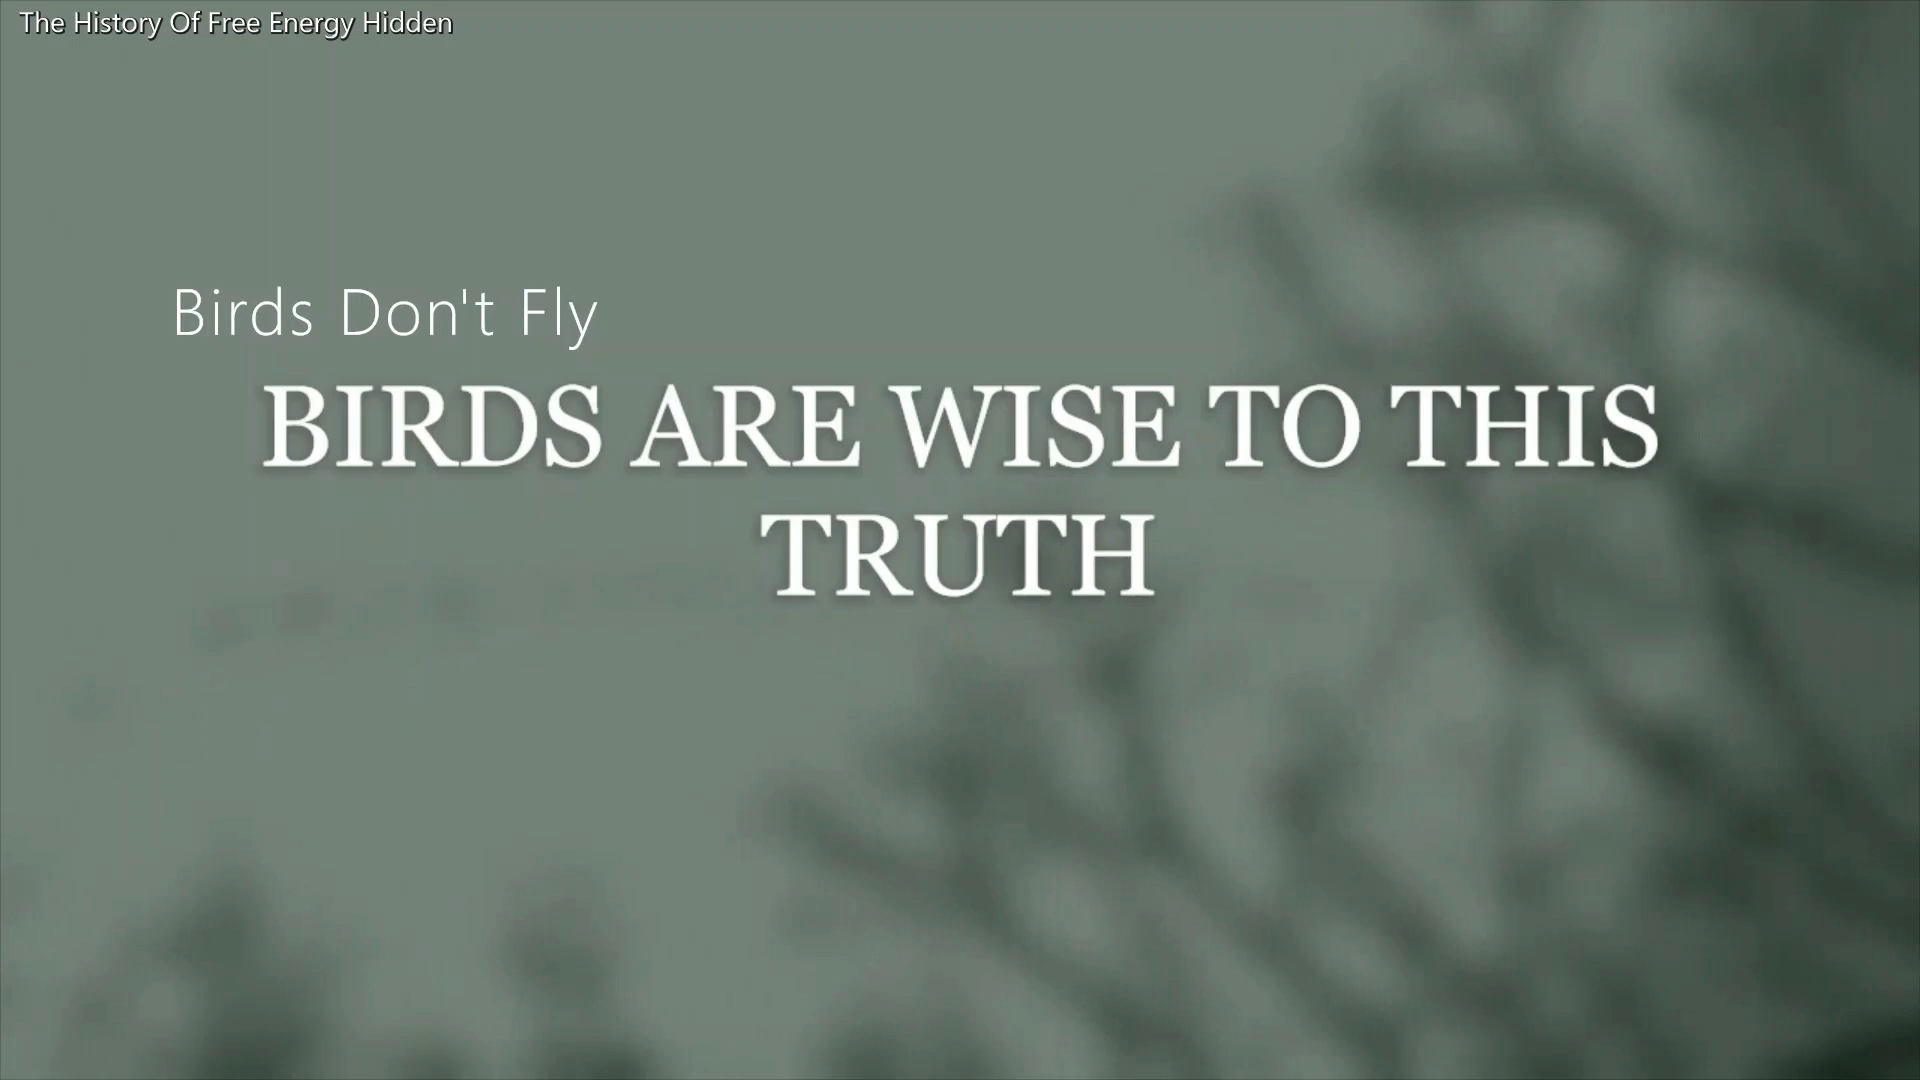 The History Of Free Energy Hidden
Birds Don't Fly
BIRDS ARE WISE TO THIS
TRUTH